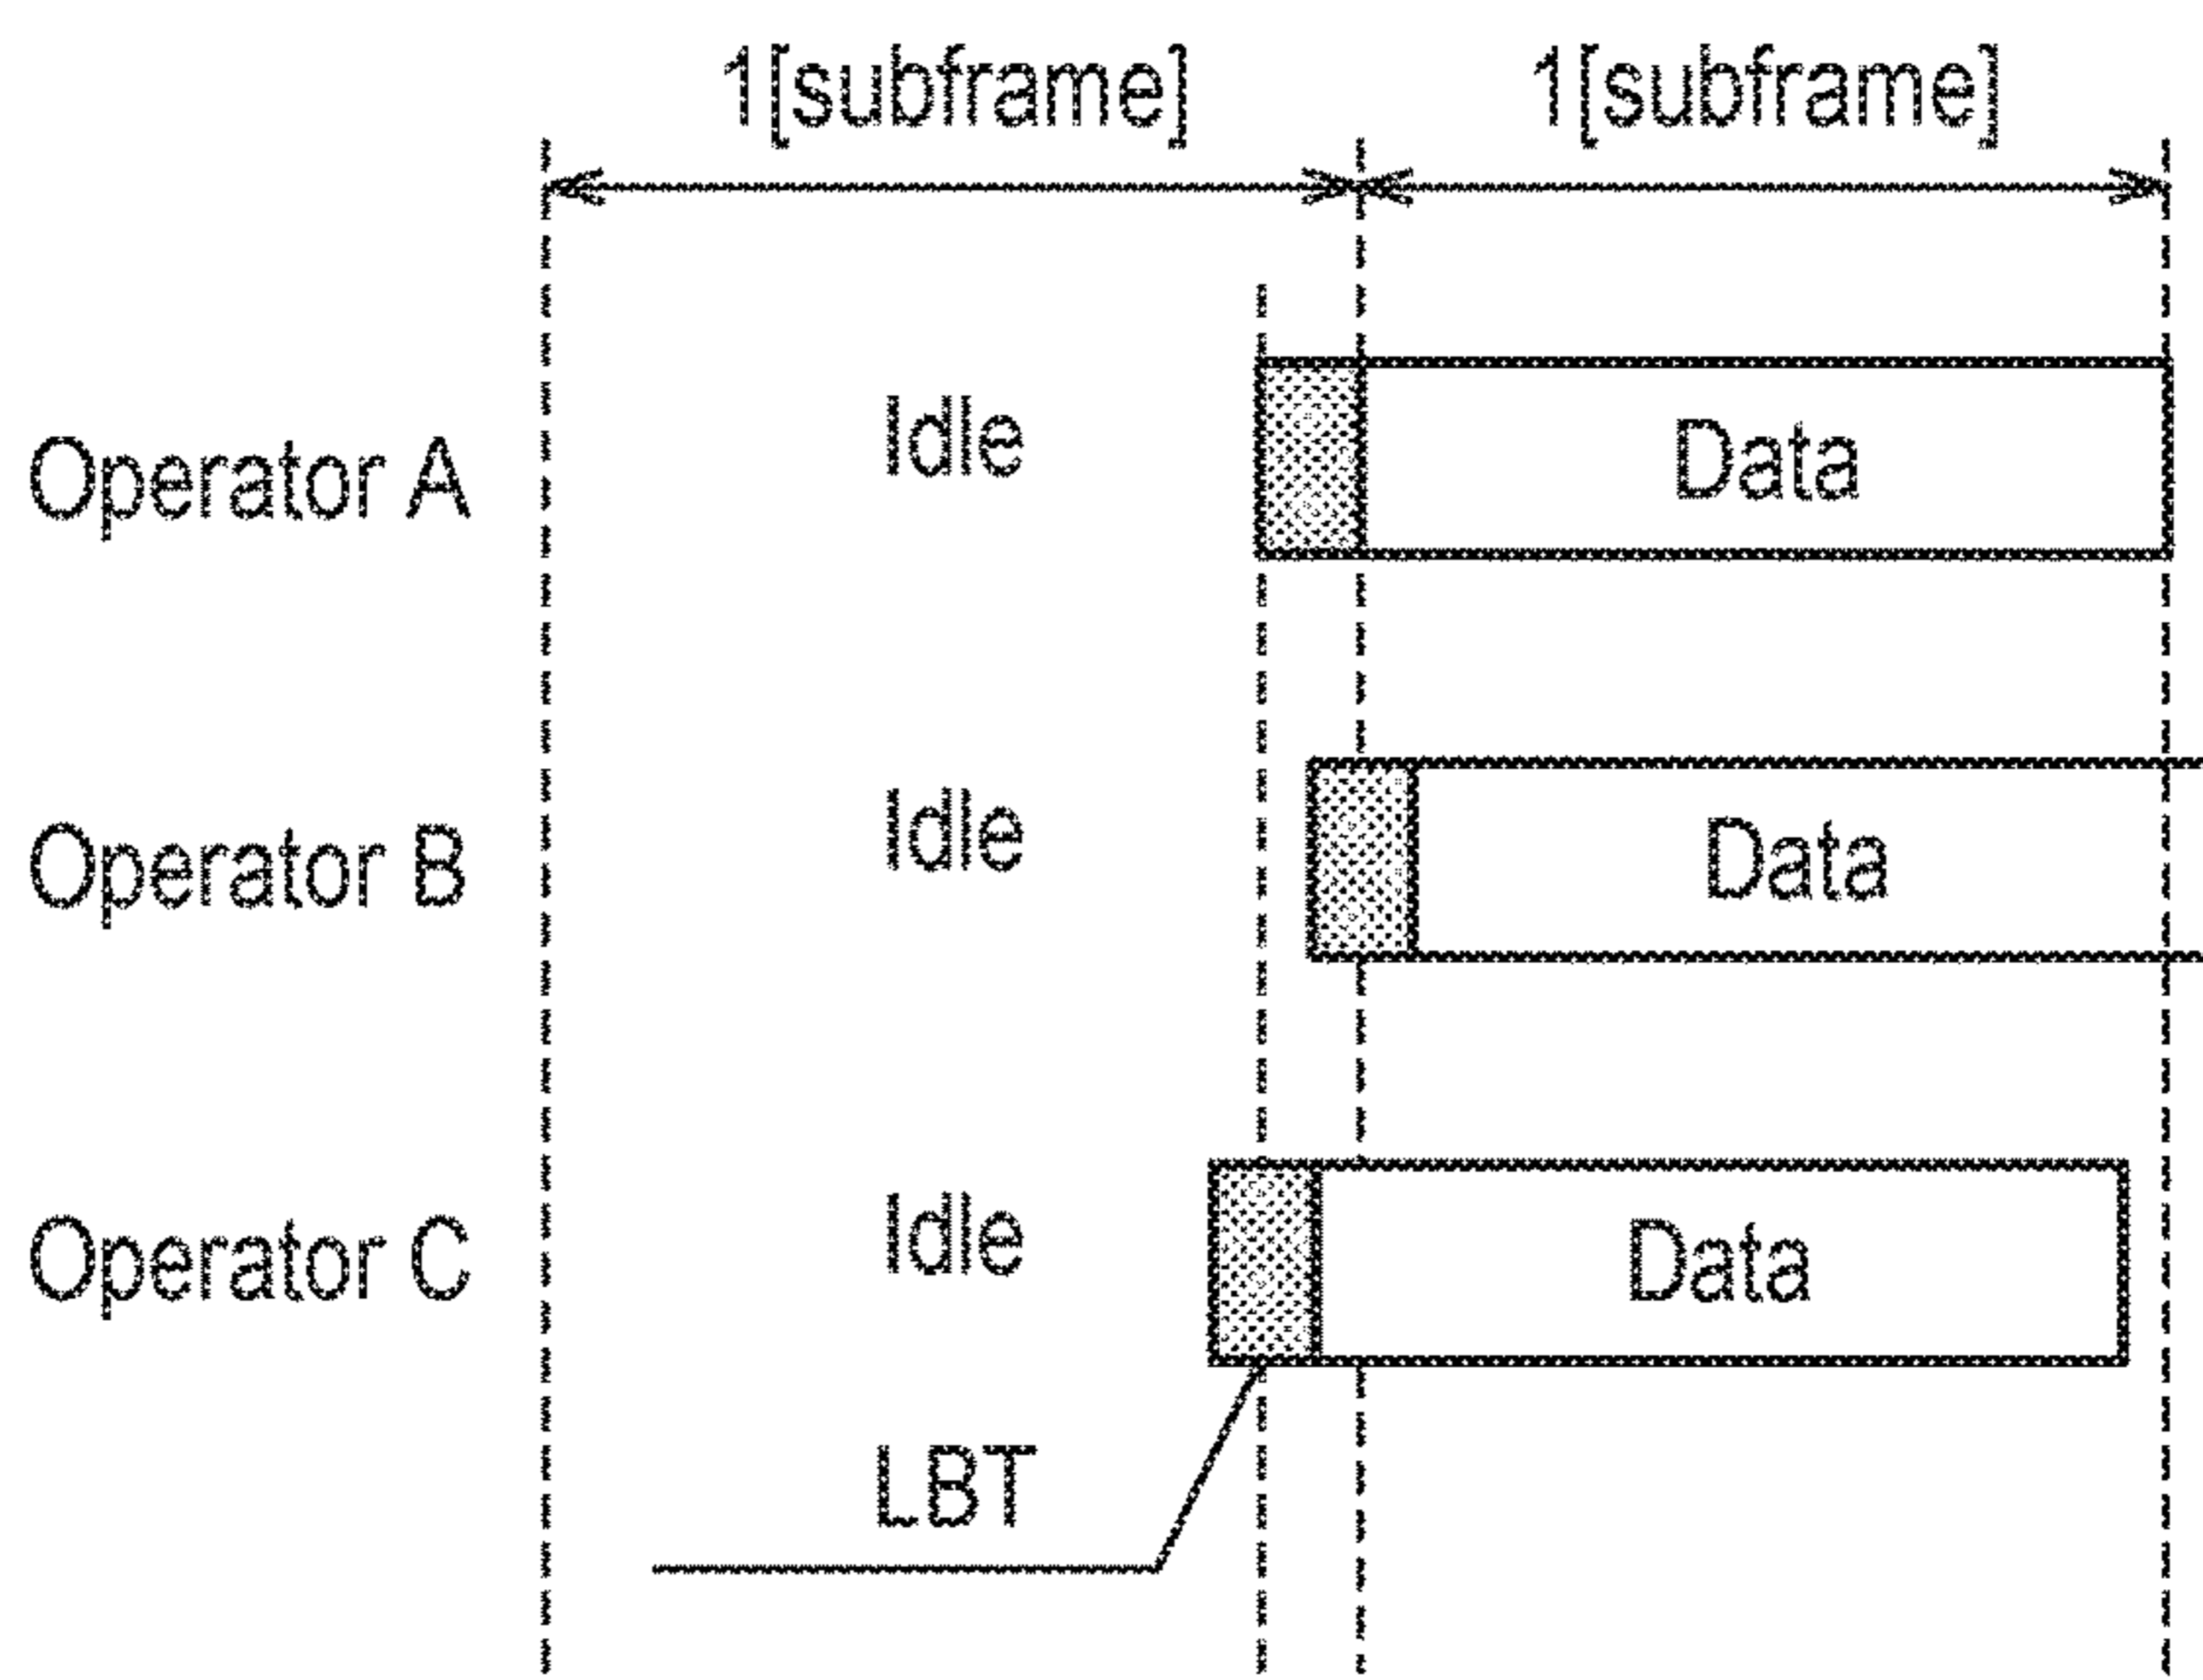 1[subframe] 1[subframe]
Idle
Operator A
Data
Idle
Operator B
Data
Idle
Operator C
Data
LBT